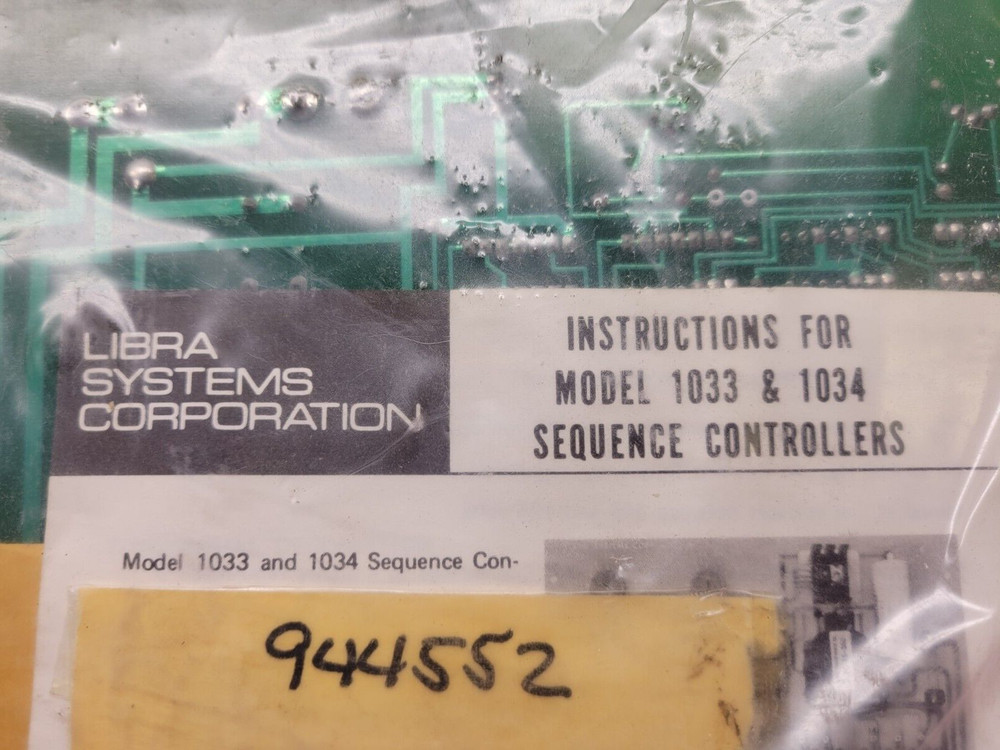 LIBRA
SYSTEMS
CORPORATION
INSTRUCTIONS FOR
MODEL 1033 & 1034
SEQUENCE CONTROLLERS
Model 1033 and 1034 Sequence Con-
944552